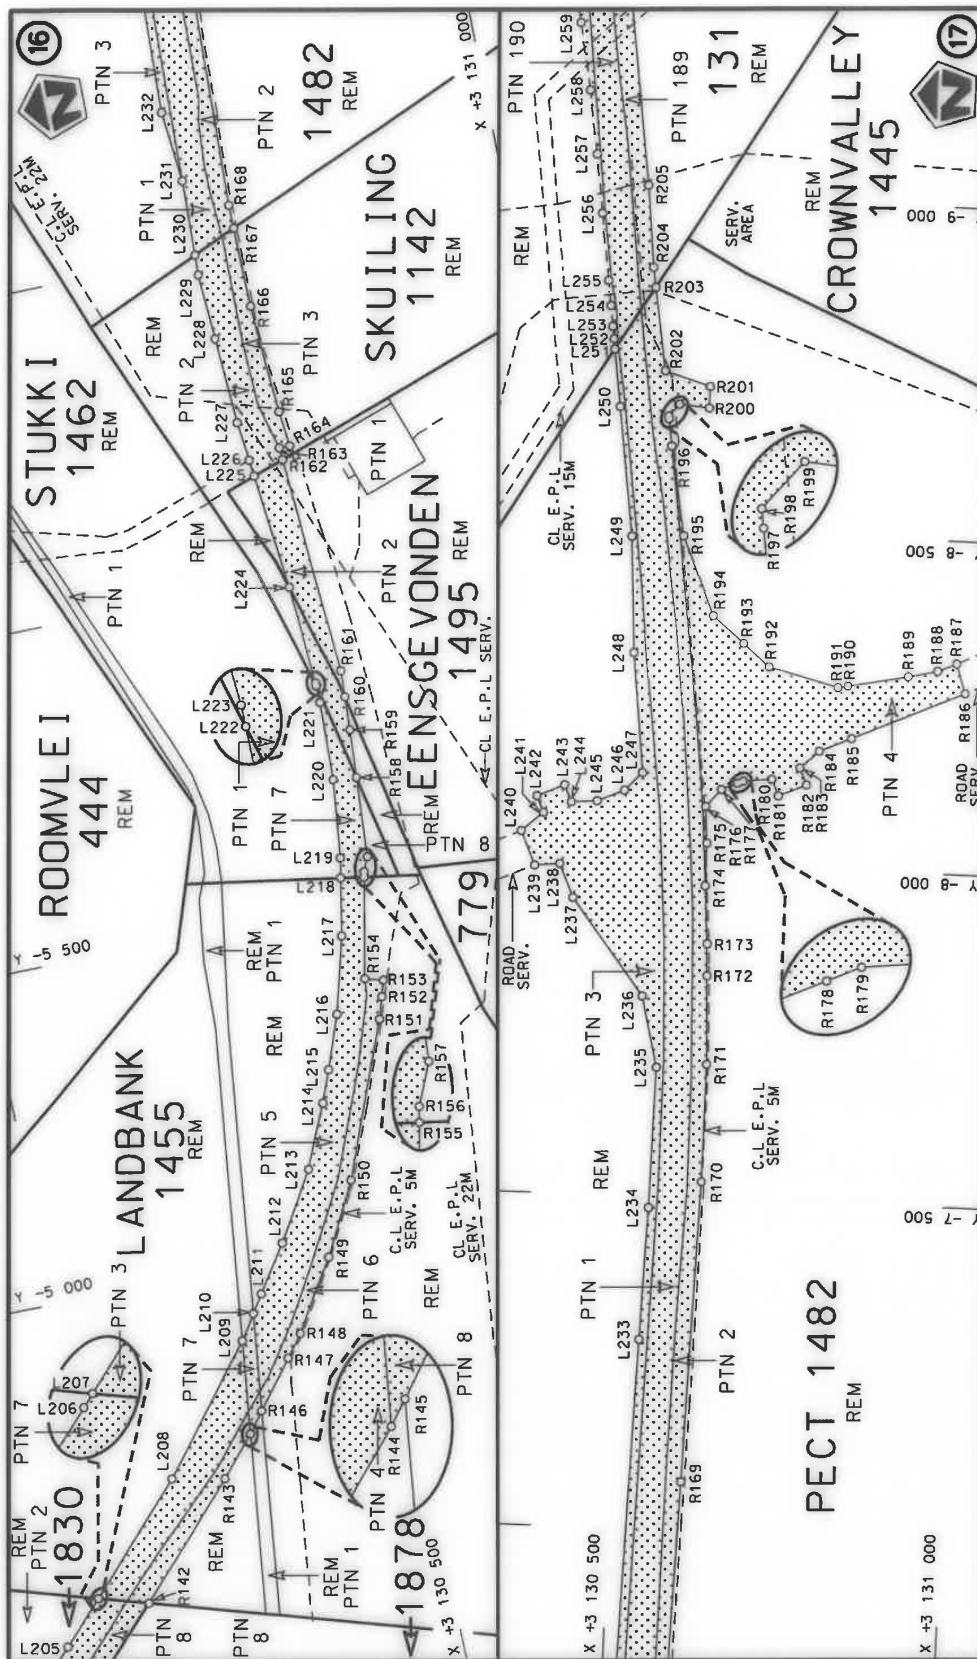 16
PTN 3
L232
PTN 2
1482
REM
X +3 131 000
C.L E.P.L
SERV. 22M
L231
PTN 1
L230
R168
R167
L229
L228
REM
R166
SKUILING
1142
REM
STUKKI
1462
REM
PTN 2
PTN 3
L227
R165
L226
L225
R164
R163
R162
PTN 1
REM
PTN 1
L224
PTN 2
EENSGEVONDEN
1495
REM
ROOMVLEI
444
REM
L223
L222
R161
R160
L221
R159
CL E.P.L SERV.
PTN 1
PTN 7
L220
R158
REM
PTN 8
L219
L218
779
REM
PTN 1
L217
R154
R153
R152
R151
Y -5 500
REM
L216
L215
L214
R157
R156
R155
LANDBANK
1455
REM
PTN 5
L213
R150
C.L E.P.L
SERV. 5M
CL E.P.L
SERV. 22M
L212
R149
PTN 6
REM
L211
L210
L209
Y -5 000
PTN 3
R148
R147
PTN 7
R146
PTN 8
L207
L206
PTN 7
R145
R144
PTN 4
L208
R143
REM
REM
PTN 1
1830
1878
REM
PTN 2
R142
L205
PTN 8
PTN 8
X +3 130 500
17
L259
PTN 190
L258
PTN 1189
131
REM
L257
R205
L256
REM
R204
SERV.
AREA
REM
CROWNVALLEY
1445
-9 000
L255
L254
L253
L252
L251
R203
R202
R201
R200
L250
CL E.P.L
SERV. 15M
R196
R199
R198
R197
L249
R195
R194
R193
R192
-8 500
L248
R191
R190
R189
R188
R187
R186
L247
L246
L245
L244
L243
L242
L241
L240
R185
R184
R183
R182
R181
R180
PTN 4
ROAD
SERV.
R177
R176
R175
R174
L239
L238
L237
ROAD
SERV.
Y -8 000
R173
R172
R178
R179
PTN 3
L236
L235
R171
C.L E.P.L
SERV. 5M
REM
L234
R170
Y -7 500
PTN 1
L233
PTN 2
PECT 1482
REM
R169
X +3 130 500
X +3 131 000